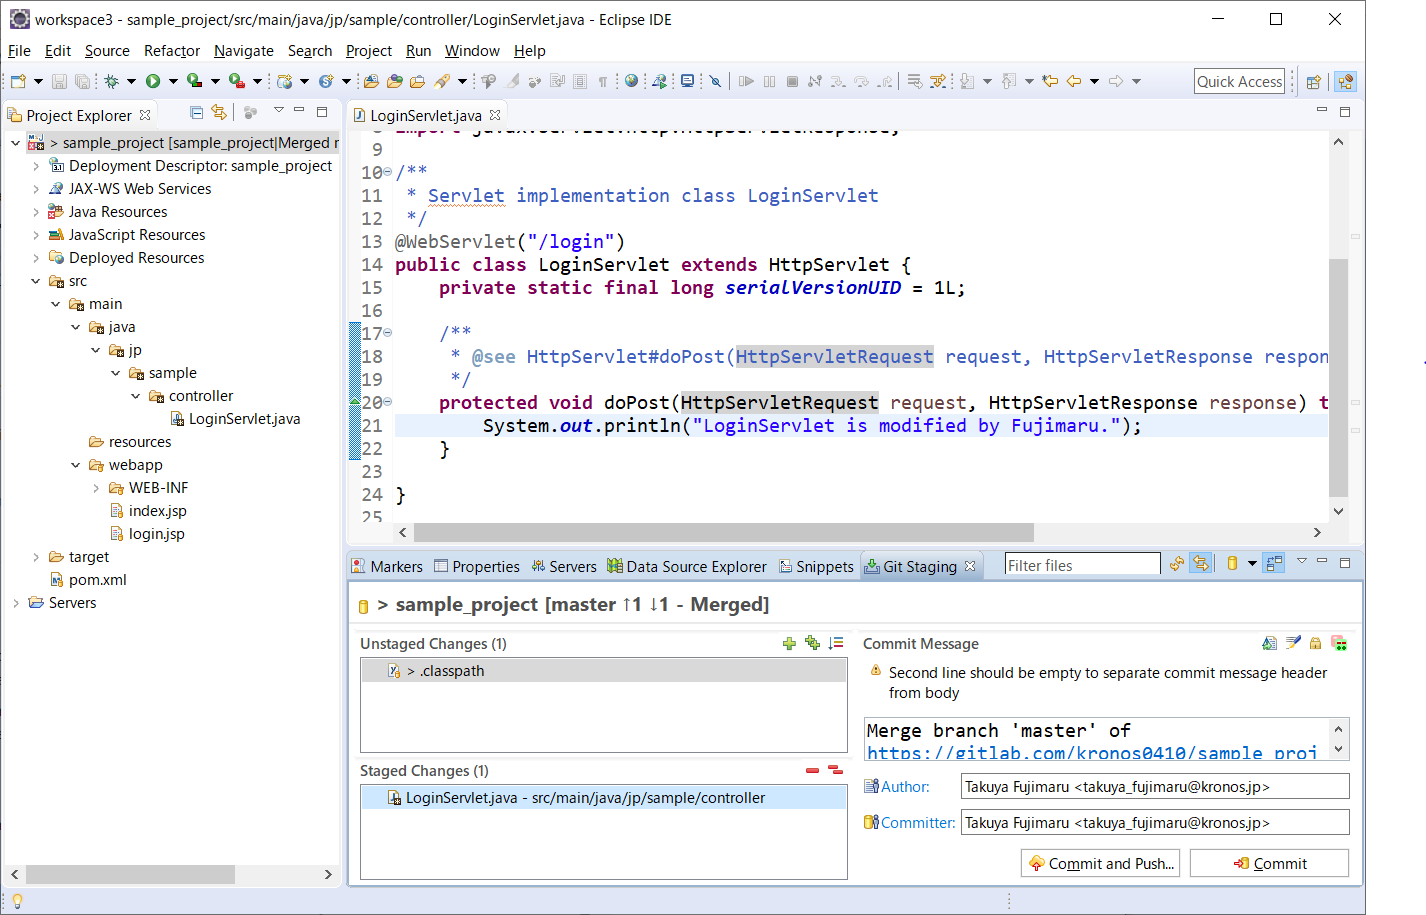 workspace3 - sample_project/src/main/java/jp/sample/controller/LoginServlet.java - Eclipse IDE
File Edit Source Refactor Navigate Search Project Run Window Help
Quick Access
Project Explorer
> sample_project [sample_project|Merged r
Deployment Descriptor: sample_project
JAX-WS Web Services
Java Resources
JavaScript Resources
Deployed Resources
src
main
java
jp
sample
controller
LoginServlet.java
resources
webapp
WEB-INF
index.jsp
login.jsp
target
pom.xml
Servers
LoginServlet.java
8 import javax.servlet.http.HttpServletResponse;
9
10 /**
11  * Servlet implementation class LoginServlet
12  */
13 @WebServlet("/login")
14 public class LoginServlet extends HttpServlet {
15     private static final long serialVersionUID = 1L;
16
17     /**
18      * @see HttpServlet#doPost(HttpServletRequest request, HttpServletResponse respon
19      */
20     protected void doPost(HttpServletRequest request, HttpServletResponse response) t
21         System.out.println("LoginServlet is modified by Fujimaru.");
22     }
23
24 }
25
Markers Properties Servers Data Source Explorer Snippets Git Staging
Filter files
> sample_project [master ↑1 ↓1 - Merged]
Unstaged Changes (1)
> .classpath
Staged Changes (1)
LoginServlet.java - src/main/java/jp/sample/controller
Commit Message
Second line should be empty to separate commit message header
from body
Merge branch 'master' of
https://gitlab.com/kronos0410/sample_proj
Author: Takuya Fujimaru <takuya_fujimaru@kronos.jp>
Committer: Takuya Fujimaru <takuya_fujimaru@kronos.jp>
Commit and Push... Commit